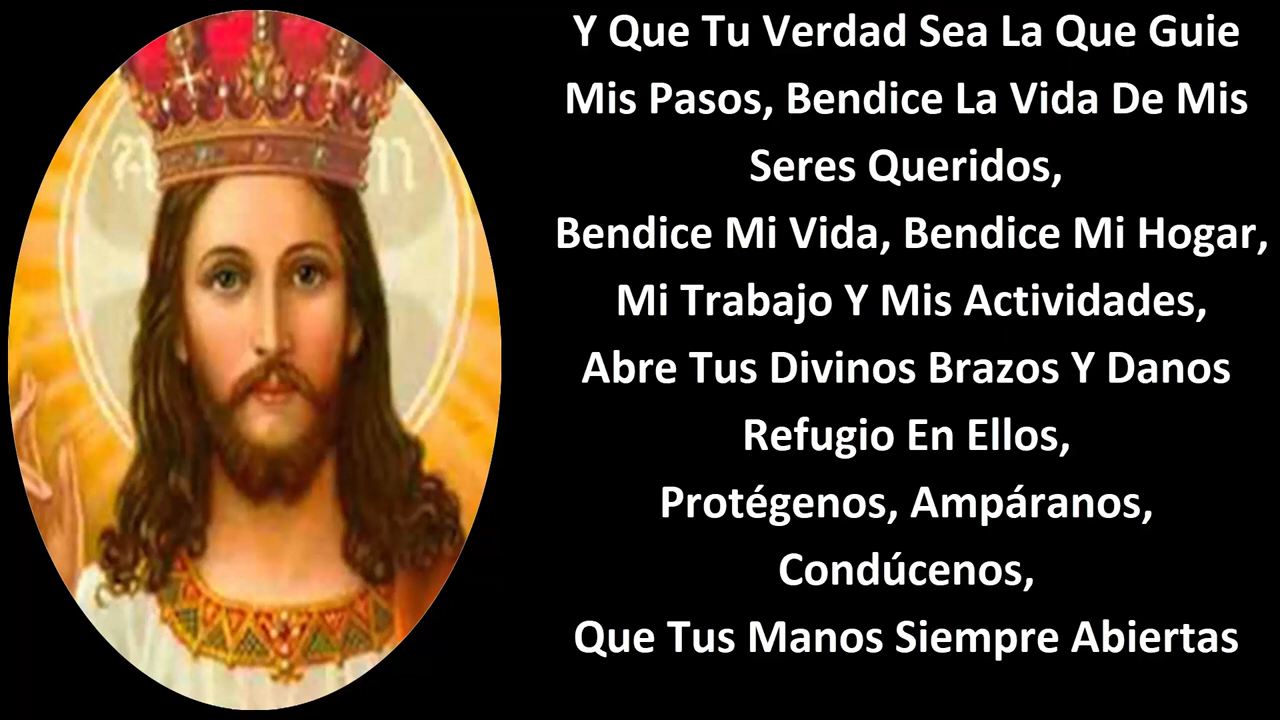 Y Que Tu Verdad Sea La Que Guie
Mis Pasos, Bendice La Vida De Mis
Seres Queridos,
Bendice Mi Vida, Bendice Mi Hogar,
Mi Trabajo Y Mis Actividades,
Abre Tus Divinos Brazos Y Danos
Refugio En Ellos,
Protégenos, Ampáranos,
Condúcenos,
Que Tus Manos Siempre Abiertas